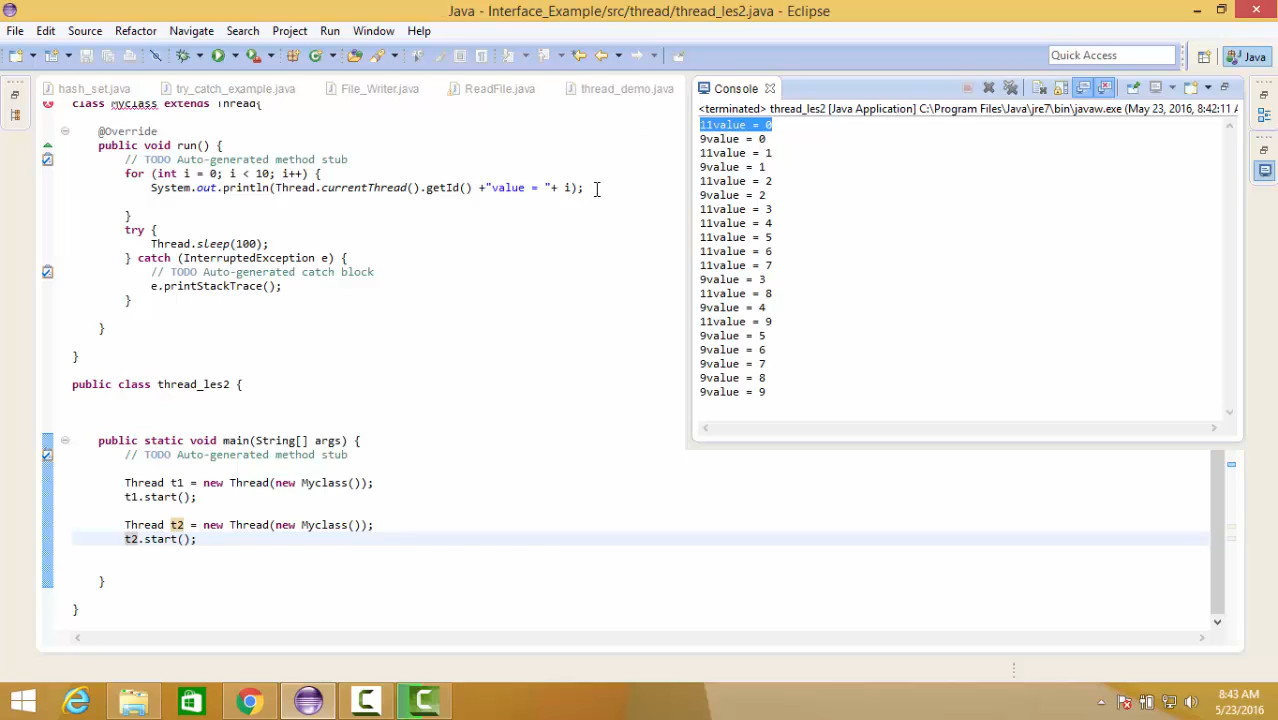 Java - Interface_Example/src/thread/thread_les2.java - Eclipse
File Edit Source Refactor Navigate Search Project Run Window Help
Quick Access
Java
hash_set.java try_catch_example.java File_Writer.java ReadFile.java thread_demo.java
class Myclass extends Thread{
@Override
public void run() {
// TODO Auto-generated method stub
for (int i = 0; i < 10; i++) {
System.out.println(Thread.currentThread().getId() +"value = "+ i);
}
try {
Thread.sleep(100);
} catch (InterruptedException e) {
// TODO Auto-generated catch block
e.printStackTrace();
}
}
}
public class thread_les2 {
public static void main(String[] args) {
// TODO Auto-generated method stub
Thread t1 = new Thread(new Myclass());
t1.start();
Thread t2 = new Thread(new Myclass());
t2.start();
}
}
Console
<terminated> thread_les2 [Java Application] C:\Program Files\Java\jre7\bin\javaw.exe (May 23, 2016, 8:42:11 A
11value = 0
9value = 0
11value = 1
9value = 1
11value = 2
9value = 2
11value = 3
11value = 4
11value = 5
11value = 6
11value = 7
9value = 3
11value = 8
9value = 4
11value = 9
9value = 5
9value = 6
9value = 7
9value = 8
9value = 9
8:43 AM
5/23/2016